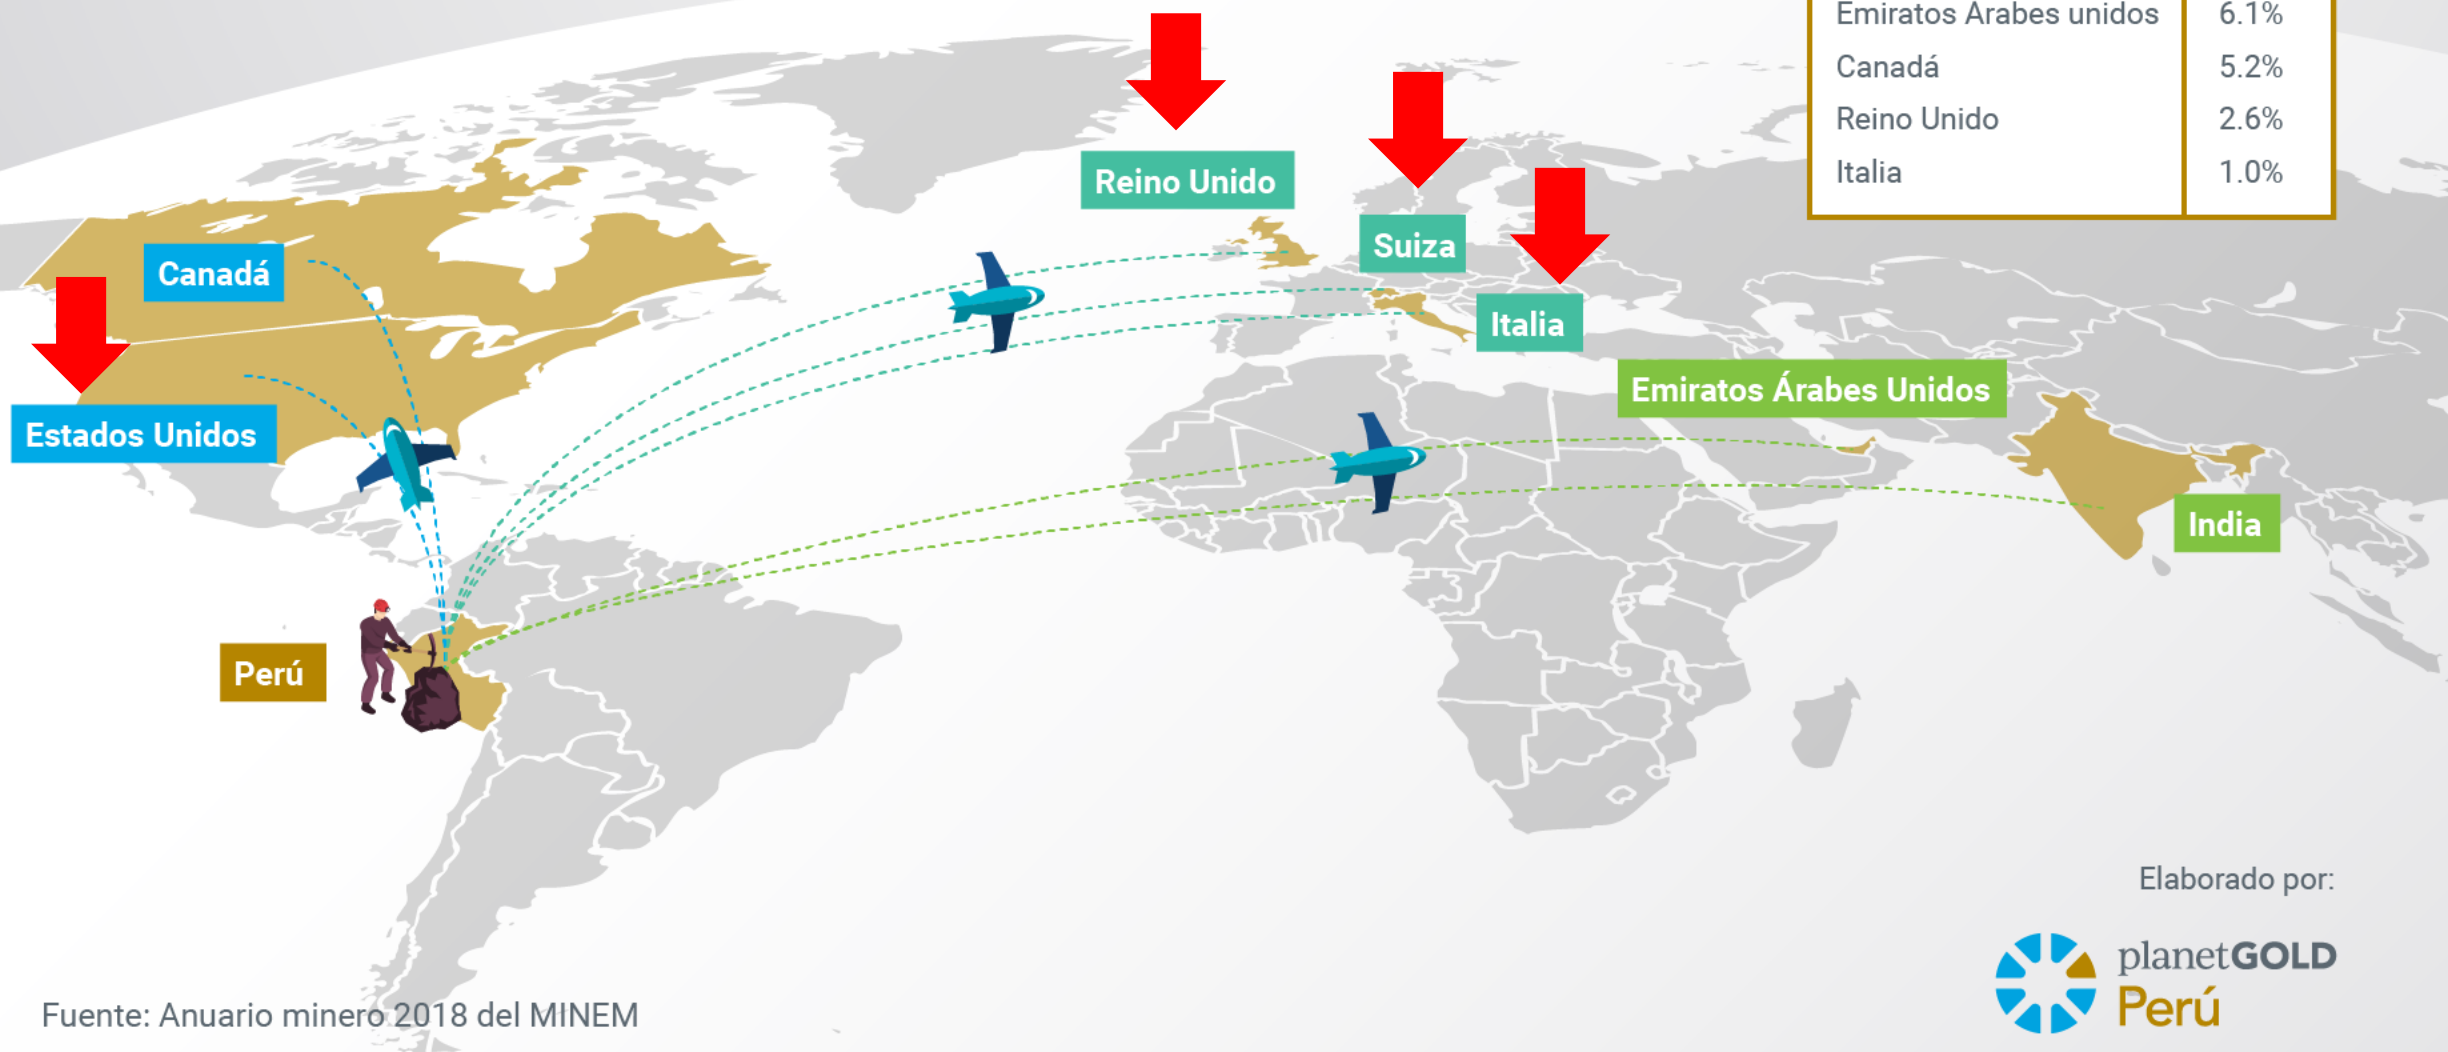 Emiratos Árabes unidos 6.1%
Canadá 5.2%
Reino Unido 2.6%
Italia 1.0%
Reino Unido
Suiza
Canadá
Italia
Emiratos Árabes Unidos
Estados Unidos
India
Perú
Elaborado por:
planetGOLD
Perú
Fuente: Anuario minero 2018 del MINEM